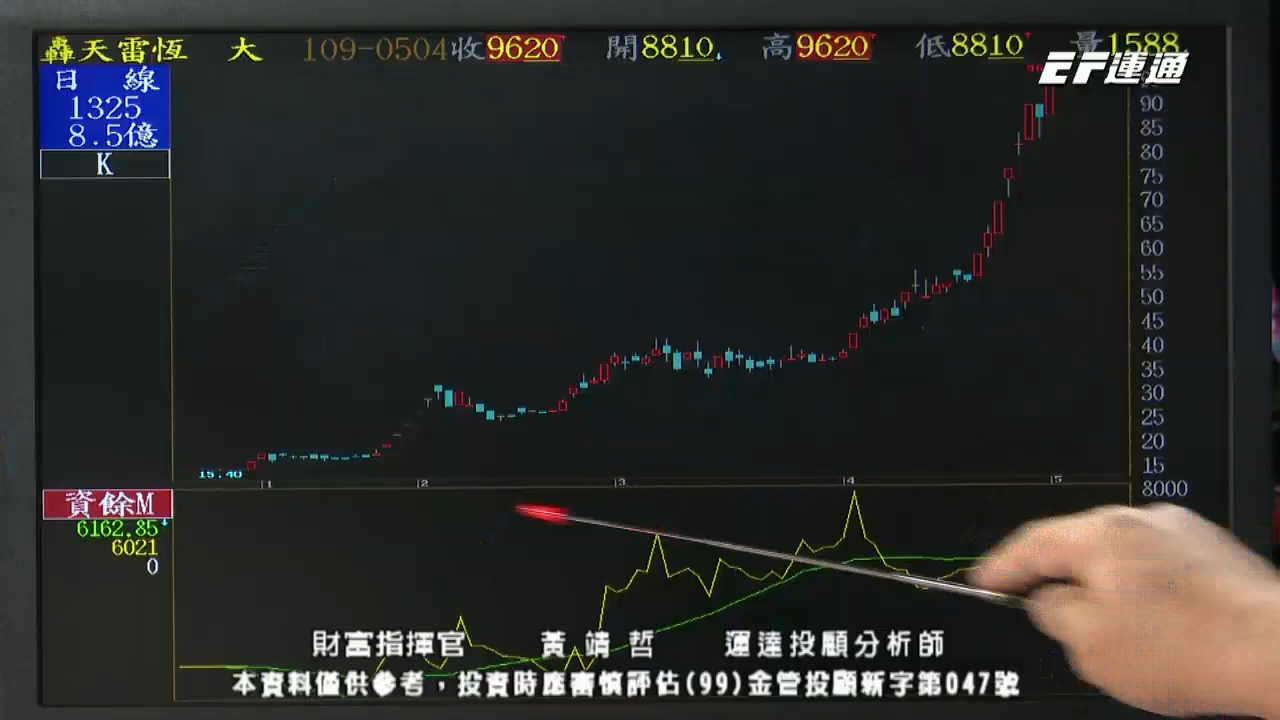 轟天雷恆 大 109-0504收9620 開8810 高9620 低8810 量1588
EF運通
日 線
1325
8.5億
K
90
85
80
75
70
65
60
55
50
45
40
35
30
25
20
15
15.40
1 2 3 4 5
8000
資餘M
6162.85
6021
0
財富指揮官 黃靖哲 運達投顧分析師
本資料僅供參考，投資時應審慎評估(99)金管投顧新字第047號